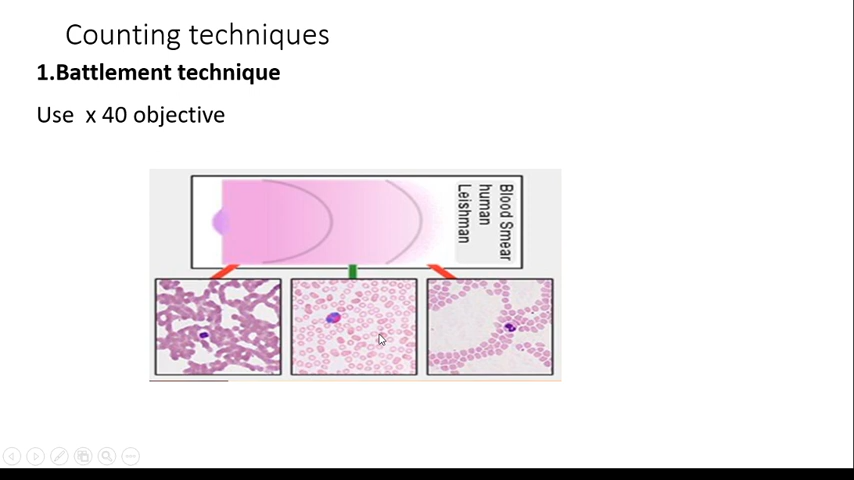 Counting techniques
1.Battlement technique
Use x 40 objective
Blood Smear
human
Leishman